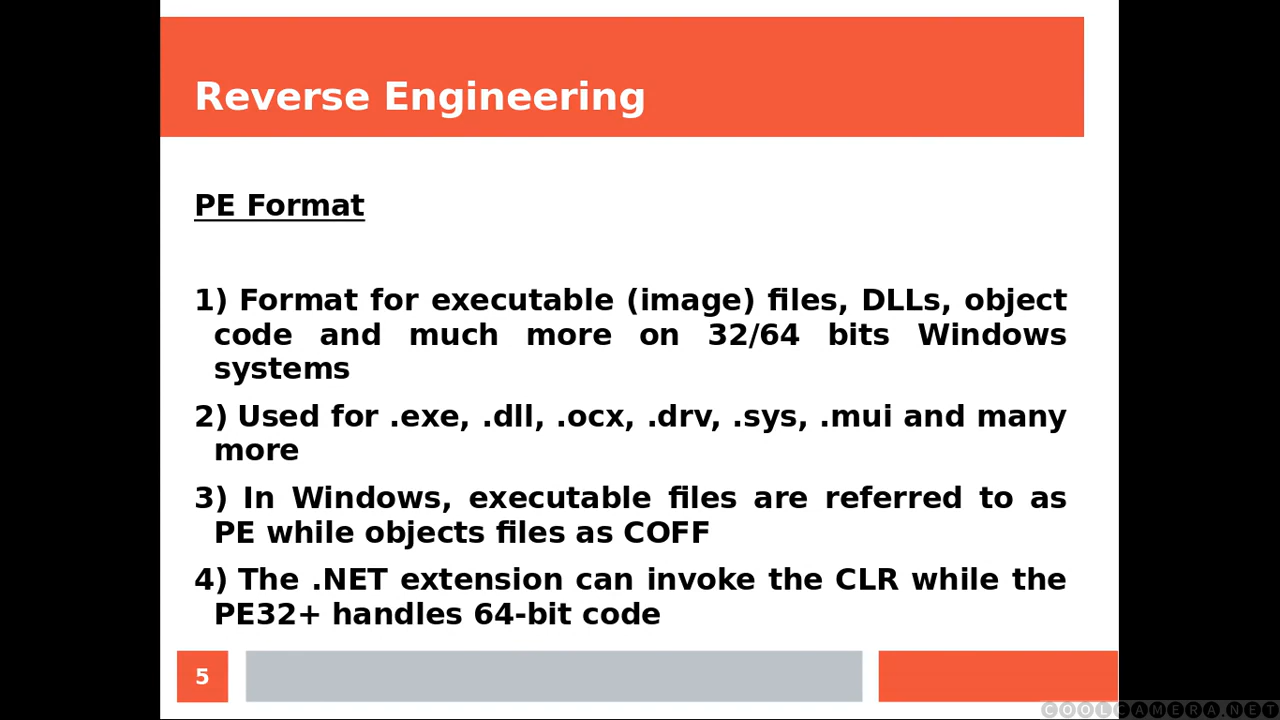 Reverse Engineering
PE Format
1) Format for executable (image) files, DLLs, object
code and much more on 32/64 bits Windows
systems
2) Used for .exe, .dll, .ocx, .drv, .sys, .mui and many
more
3) In Windows, executable files are referred to as
PE while objects files as COFF
4) The .NET extension can invoke the CLR while the
PE32+ handles 64-bit code
5
COOLCAMERA.NET